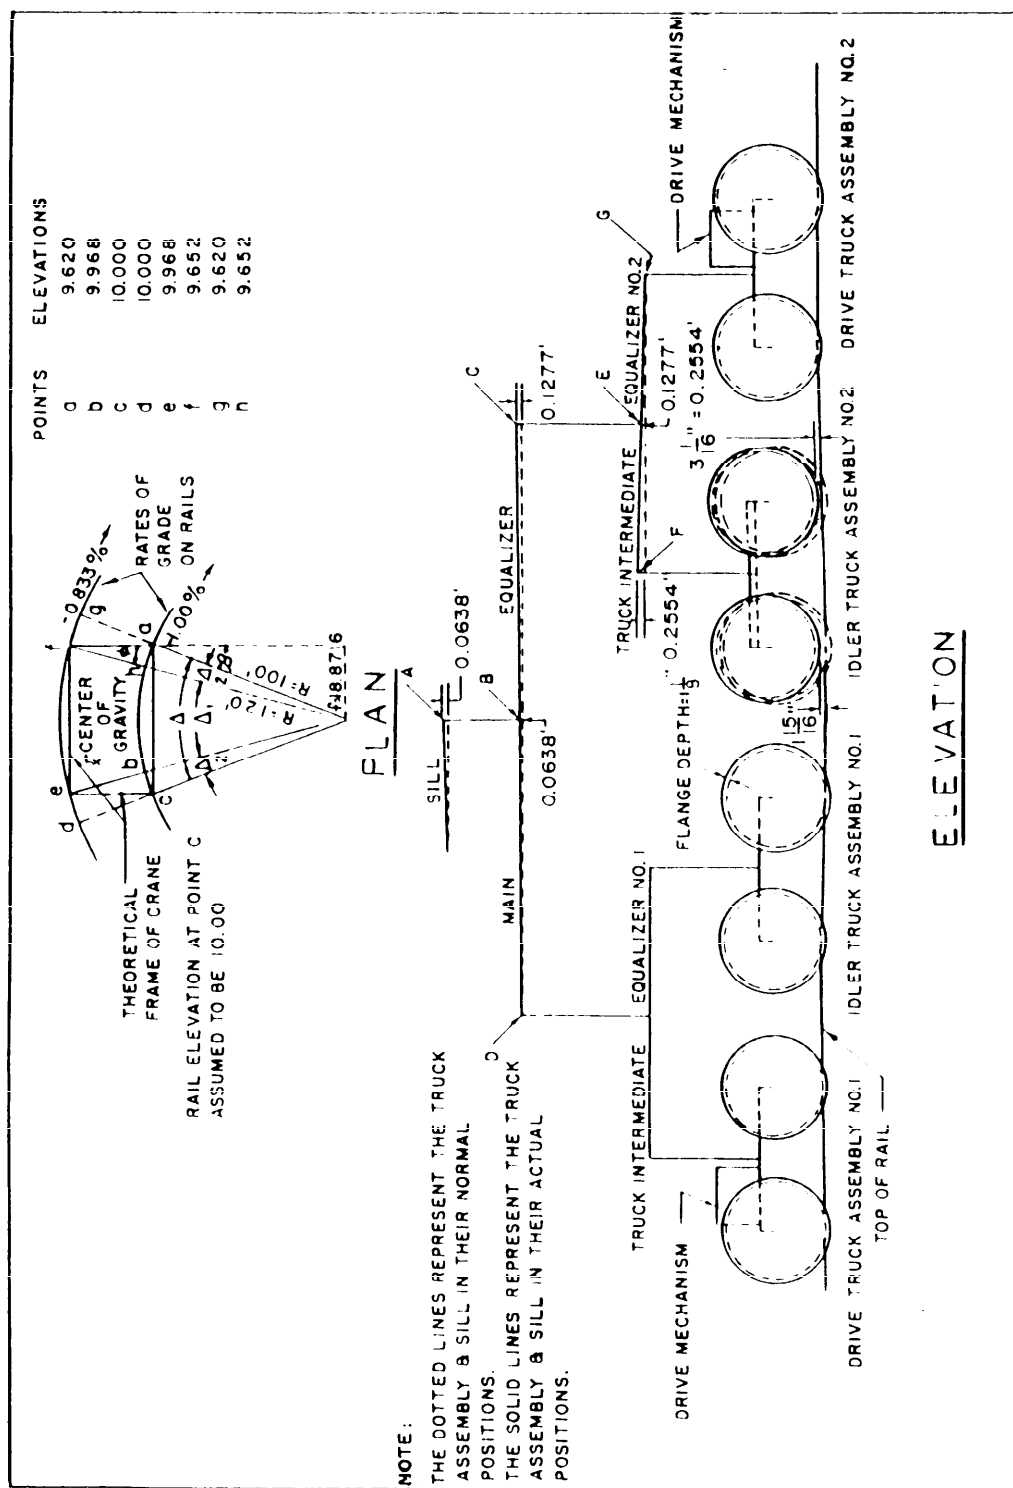 POINTS ELEVATIONS
a 9.620
b 9.968
c 10.000
d 10.000
e 9.968
f 9.652
g 9.620
h 9.652
-0.833%
RATES OF
GRADE
ON RAILS
-1.00%
e
d
f
g
a
b
c
h
CENTER
OF
GRAVITY
Δ
Δ1
R=120'
R=100'
THEORETICAL
FRAME OF CRANE
RAIL ELEVATION AT POINT C
ASSUMED TO BE 10.00
PLAN
NOTE:
THE DOTTED LINES REPRESENT THE TRUCK
ASSEMBLY & SILL IN THEIR NORMAL
POSITIONS.
THE SOLID LINES REPRESENT THE TRUCK
ASSEMBLY & SILL IN THEIR ACTUAL
POSITIONS.
SILL
A
0.0638'
D
MAIN
B
EQUALIZER
C
0.0638'
0.1277'
TRUCK INTERMEDIATE EQUALIZER NO.1
TRUCK INTERMEDIATE EQUALIZER NO.2
E
F
G
0.2554'
0.1277'
3 1/16" = 0.2554'
FLANGE DEPTH=1 1/9"
1 15/16"
DRIVE MECHANISM
DRIVE MECHANISM
DRIVE TRUCK ASSEMBLY NO.1
IDLER TRUCK ASSEMBLY NO.1
IDLER TRUCK ASSEMBLY NO.2
DRIVE TRUCK ASSEMBLY NO.2
TOP OF RAIL
ELEVATION